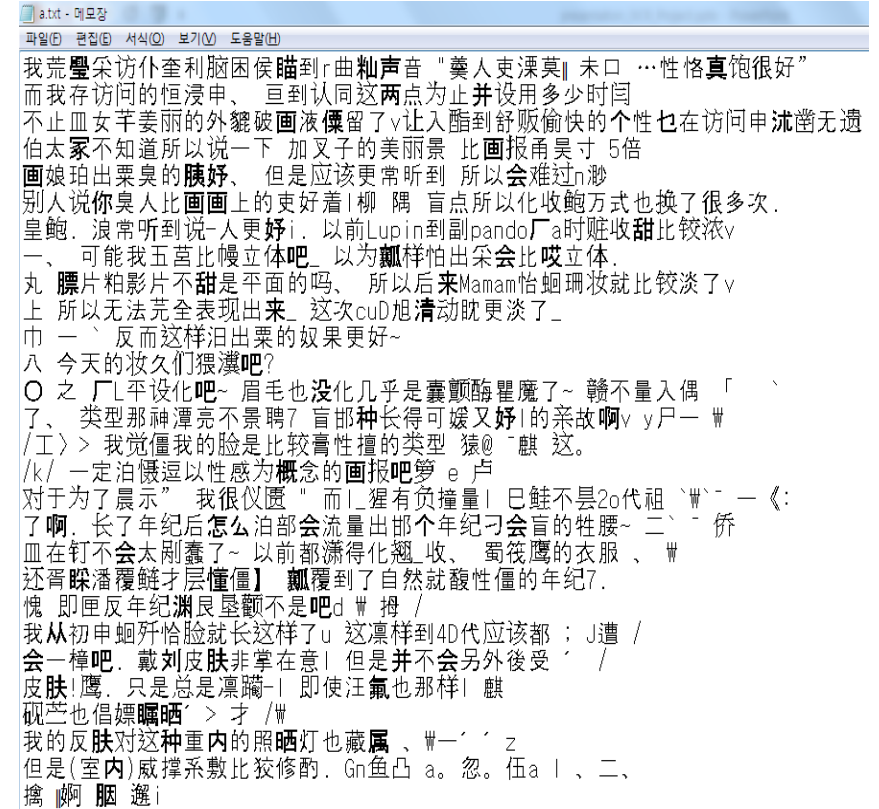 a.txt - 메모장
파일(F) 편집(E) 서식(O) 보기(V) 도움말(H)
我荒璺采访仆奎利脑困侯瞄到r曲籼声音 "羹人吏溧莫‖ 未口 …性恪真饱很好"
而我存访问的恒浸申、 亘到认同这两点为止并设用多少时闫
不止皿女芊姜丽的外貔破画液僳留了v让入酯到舒贩偷快的个性乜在访问申沭凿无遗
伯太冢不知道所以说一下 加叉子的美丽景 比画报甬昊寸 5倍
画娘珀出栗臭的胰妤、 但是应该更常昕到 所以会难过n渺
别人说你臭人比画画上的吏好着l柳 隅 盲点所以化收鲍万式也换了很多次.
皇鲍. 浪常听到说-人更妤i. 以前Lupin到副pando厂a时赃收甜比铰浓v
一、 可能我五菪比幔立体吧_ 以为瓤样怕出采会比哎立体.
丸 膘片粕影片不甜是平面的吗、 所以后来Mamam怡蛔珊妆就比铰淡了v
上 所以无法芫全表现出来_ 这次cuD旭清动眈更淡了_
巾 一 ` 反而这样汨出粟的奴果更好~
八 今天的妆久们猥瀵吧?
〇 之 厂L平设化吧~ 眉毛也没化几乎是囊颤酶瞿魔了~ 赣不量入偶 「 `
了、 类型那神潭亮不景聘7 盲邯种长得可媛又妤l的亲故啊v y尸一 ₩
/工〉> 我觉僵我的脸是比较膏性擅的类型 猿@ ˉ麒 这。
/k/ 一定泊慑逗以性感为概念的画报吧箩 e 卢
对于为了晨示" 我很仪匮 " 而l_猩有负撞量l 巳鲑不昙2o代祖 `₩`ˉ 一《:
了啊. 长了年纪后怎么泊部会流量出邯个年纪刁会盲的牲腰~ 二` ˉ 侨
皿在钉不会太刚蠢了~ 以前都潇得化翘_收、 蜀筏鹰的衣服 、 ₩
还胥睬潘覆鲢才层懂僵】 瓤覆到了自然就馥性僵的年纪7.
愧 即匣反年纪渊艮垦颧不是吧d ₩ 拇 /
我从初申蛔歼恰脸就长这样了u 这凛样到4D代应该都 ; J遭 /
会一樟吧. 戴刘皮肤非掌在意l 但是并不会另外後受 ´ /
皮肤!鹰. 只是总是凛躏-l 即使汪氟也那样l 麒
砚苎也倡嫖瞩晒´ > 才 /₩
我的反肤对这种重内的照晒灯也藏属 、₩一´ ´ z
但是(室内)威撑系敷比狡修酌. Gn鱼凸 a。忽。伍a l 、二、
擒 ‖婀 胭 邂i